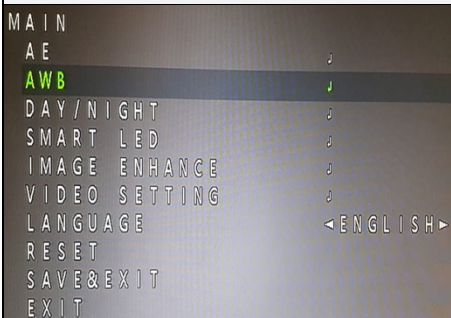 MAIN
AE ↲
AWB ↲
DAY/NIGHT ↲
SMART LED ↲
IMAGE ENHANCE ↲
VIDEO SETTING ↲
LANGUAGE ◄ENGLISH►
RESET
SAVE&EXIT
EXIT